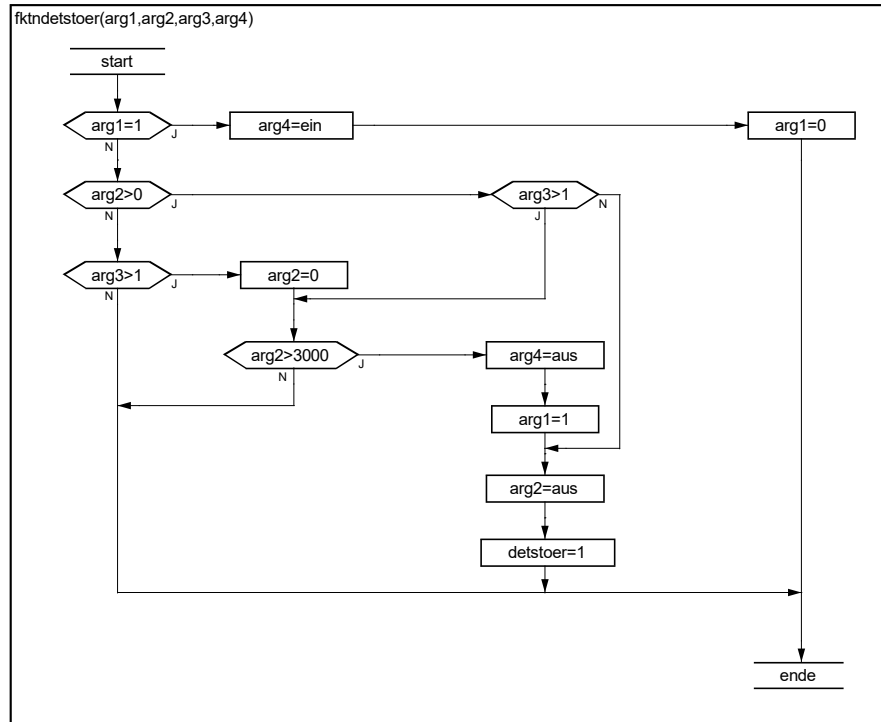 fktndetstoer(arg1,arg2,arg3,arg4)
start
arg1=1
J
N
arg4=ein
arg1=0
arg2>0
J
N
arg3>1
J
N
arg3>1
J
N
arg2=0
arg2>3000
J
N
arg4=aus
arg1=1
arg2=aus
detstoer=1
ende